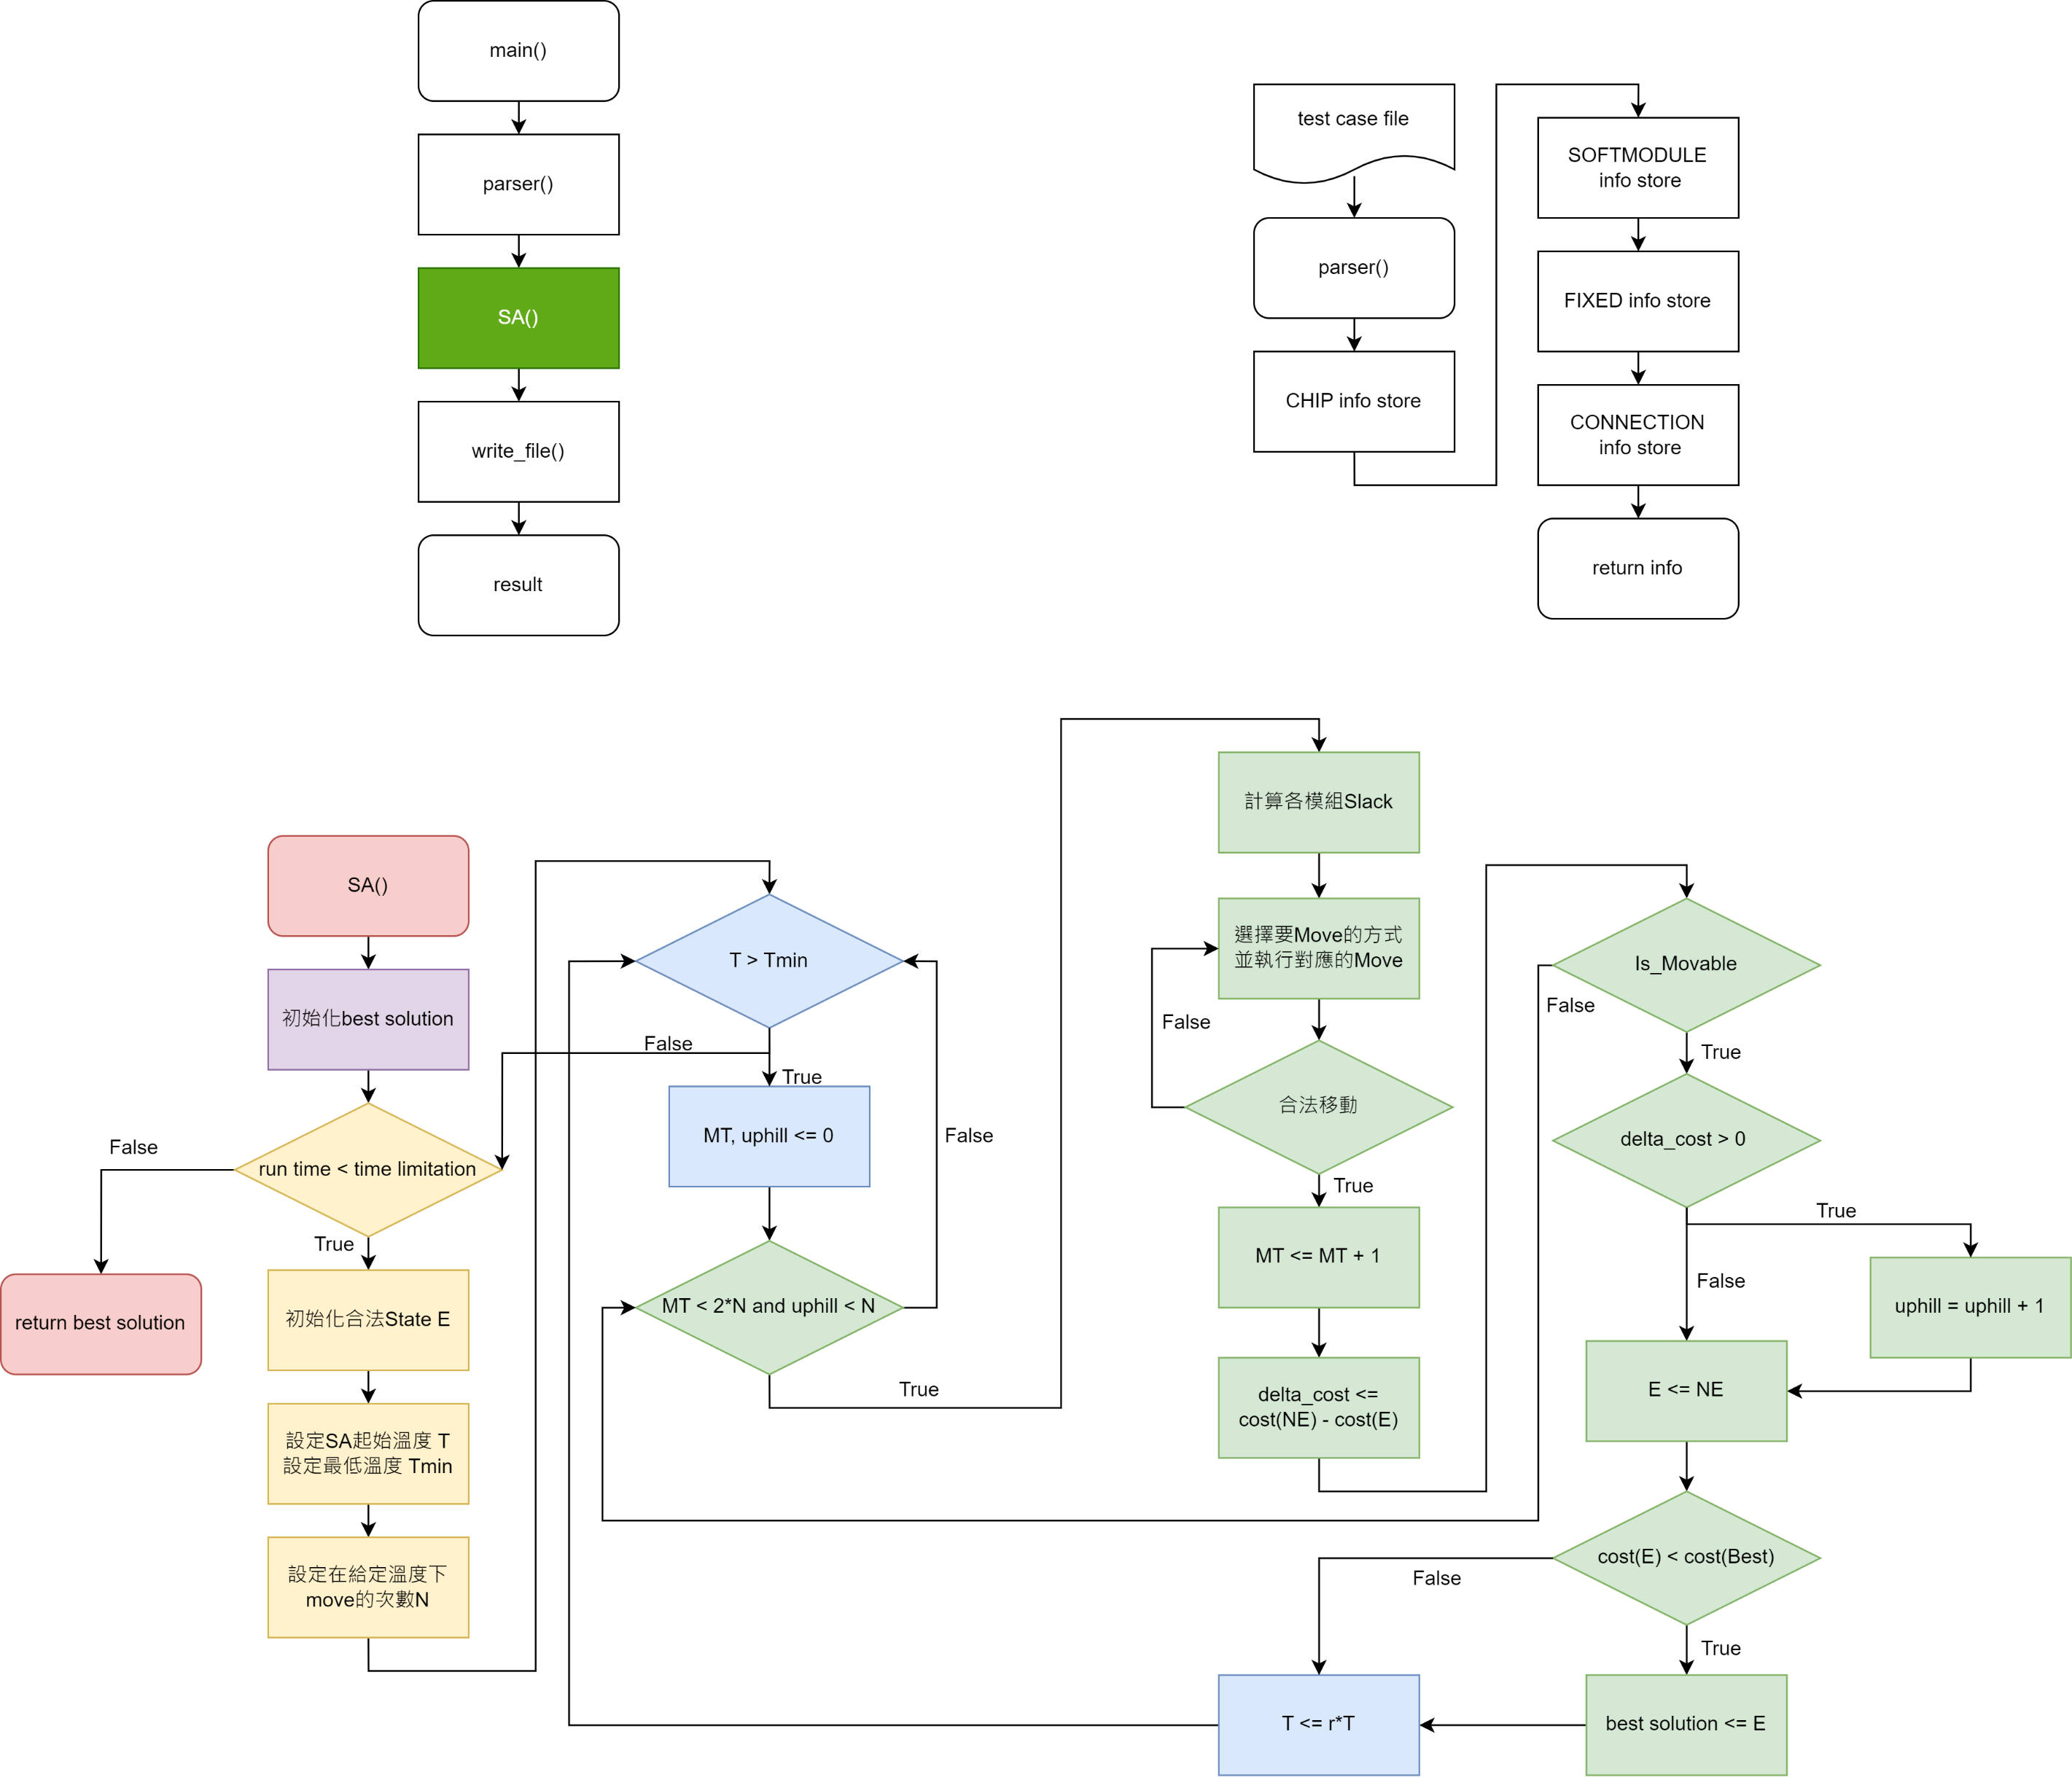 main()
parser()
SA()
write_file()
result
test case file
parser()
CHIP info store
SOFTMODULE
info store
FIXED info store
CONNECTION
info store
return info
SA()
初始化best solution
run time < time limitation
False
return best solution
True
初始化合法State E
設定SA起始溫度 T
設定最低溫度 Tmin
設定在給定溫度下
move的次數N
T > Tmin
False
True
MT, uphill <= 0
False
MT < 2*N and uphill < N
True
計算各模組Slack
選擇要Move的方式
並執行對應的Move
False
合法移動
True
MT <= MT + 1
delta_cost <=
cost(NE) - cost(E)
Is_Movable
False
True
delta_cost > 0
True
False
uphill = uphill + 1
E <= NE
cost(E) < cost(Best)
False
True
T <= r*T
best solution <= E